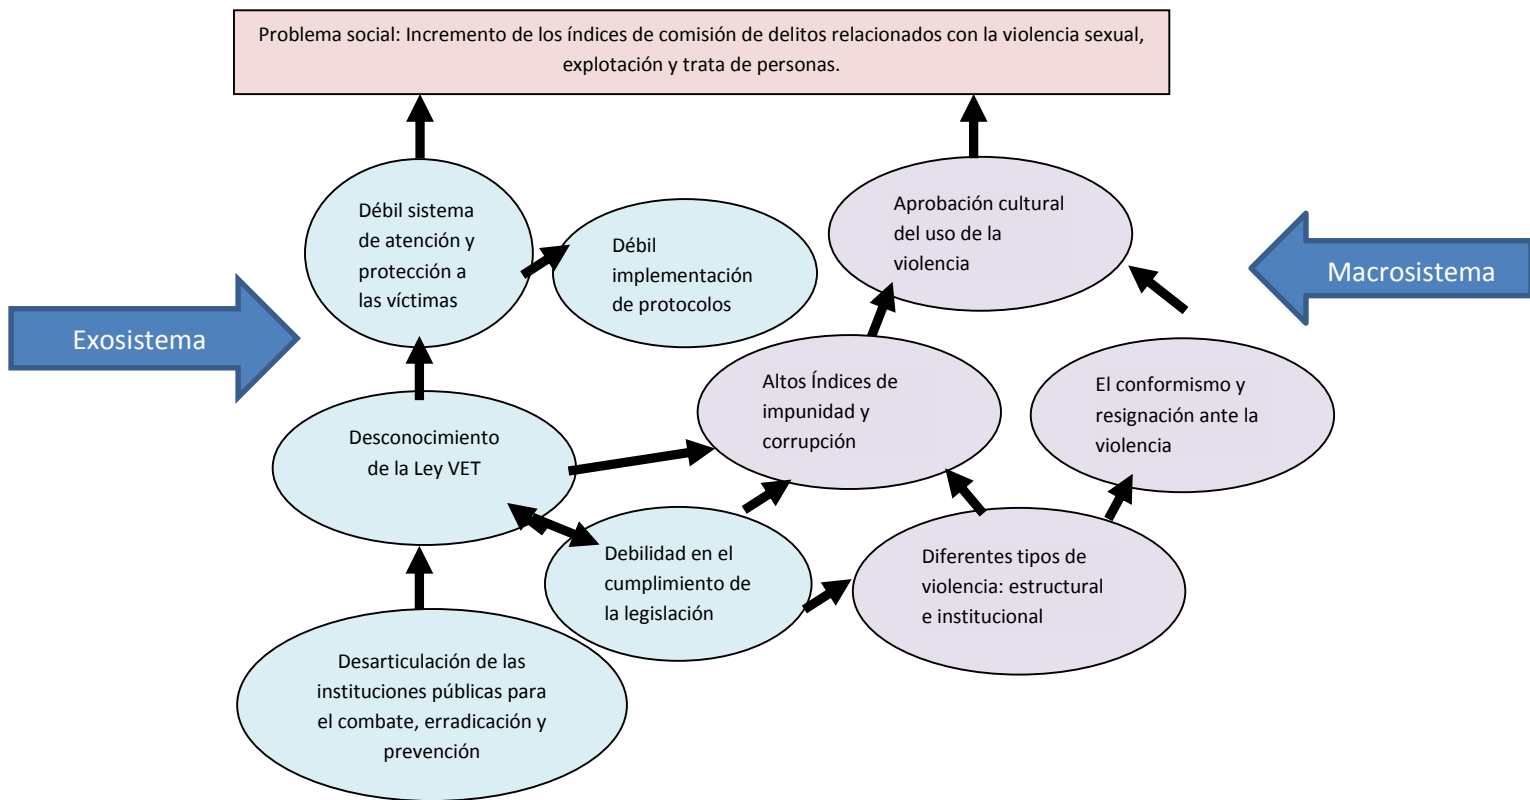 Problema social: Incremento de los índices de comisión de delitos relacionados con la violencia sexual,
explotación y trata de personas.
Débil sistema
de atención y
protección a
las víctimas
Débil
implementación
de protocolos
Aprobación cultural
del uso de la
violencia
Macrosistema
Exosistema
Desconocimiento
de la Ley VET
Altos Índices de
impunidad y
corrupción
El conformismo y
resignación ante la
violencia
Debilidad en el
cumplimiento de
la legislación
Diferentes tipos de
violencia: estructural
e institucional
Desarticulación de las
instituciones públicas para
el combate, erradicación y
prevención